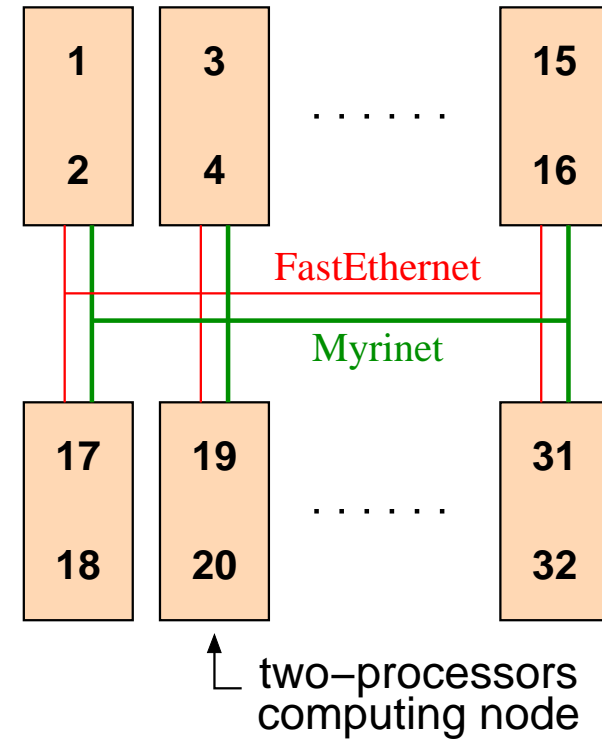 1 3 15
. . . . . .
2 4 16
FastEthernet
Myrinet
17 19 31
. . . . . .
18 20 32
two–processors
computing node